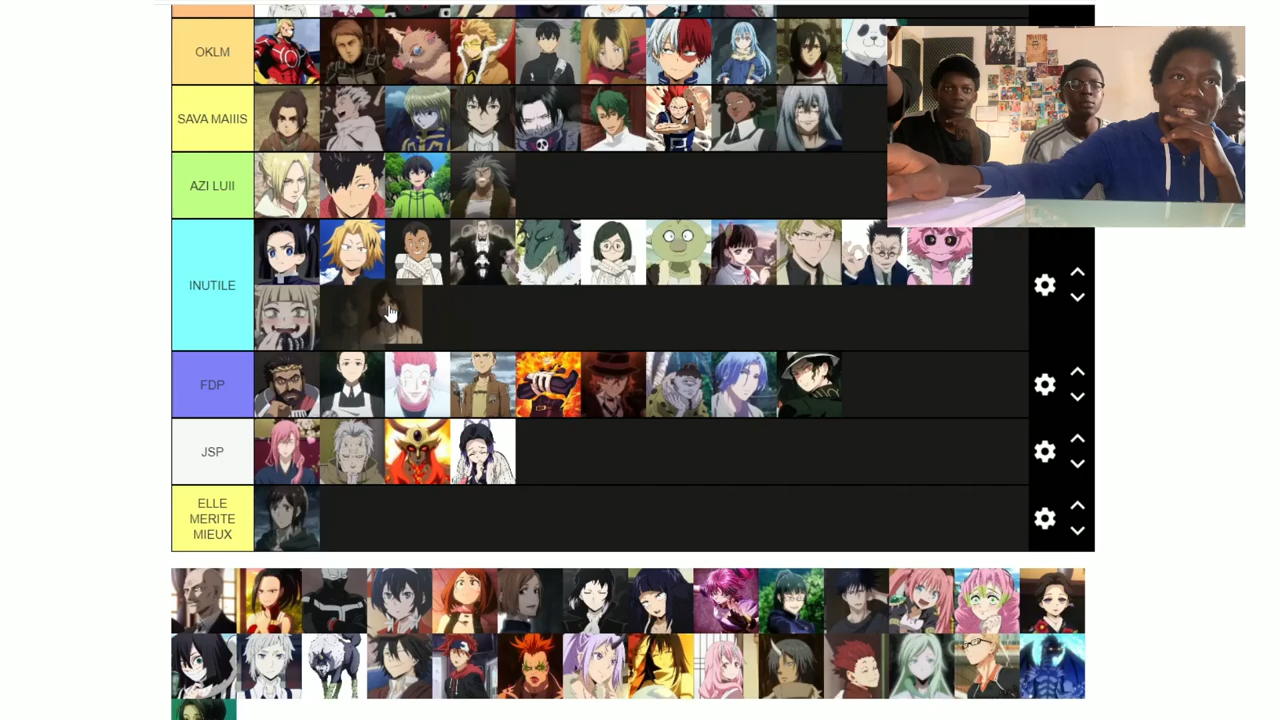 OKLM
SAVA MAIIIS
AZI LUII
INUTILE
FDP
JSP
ELLE
MERITE
MIEUX